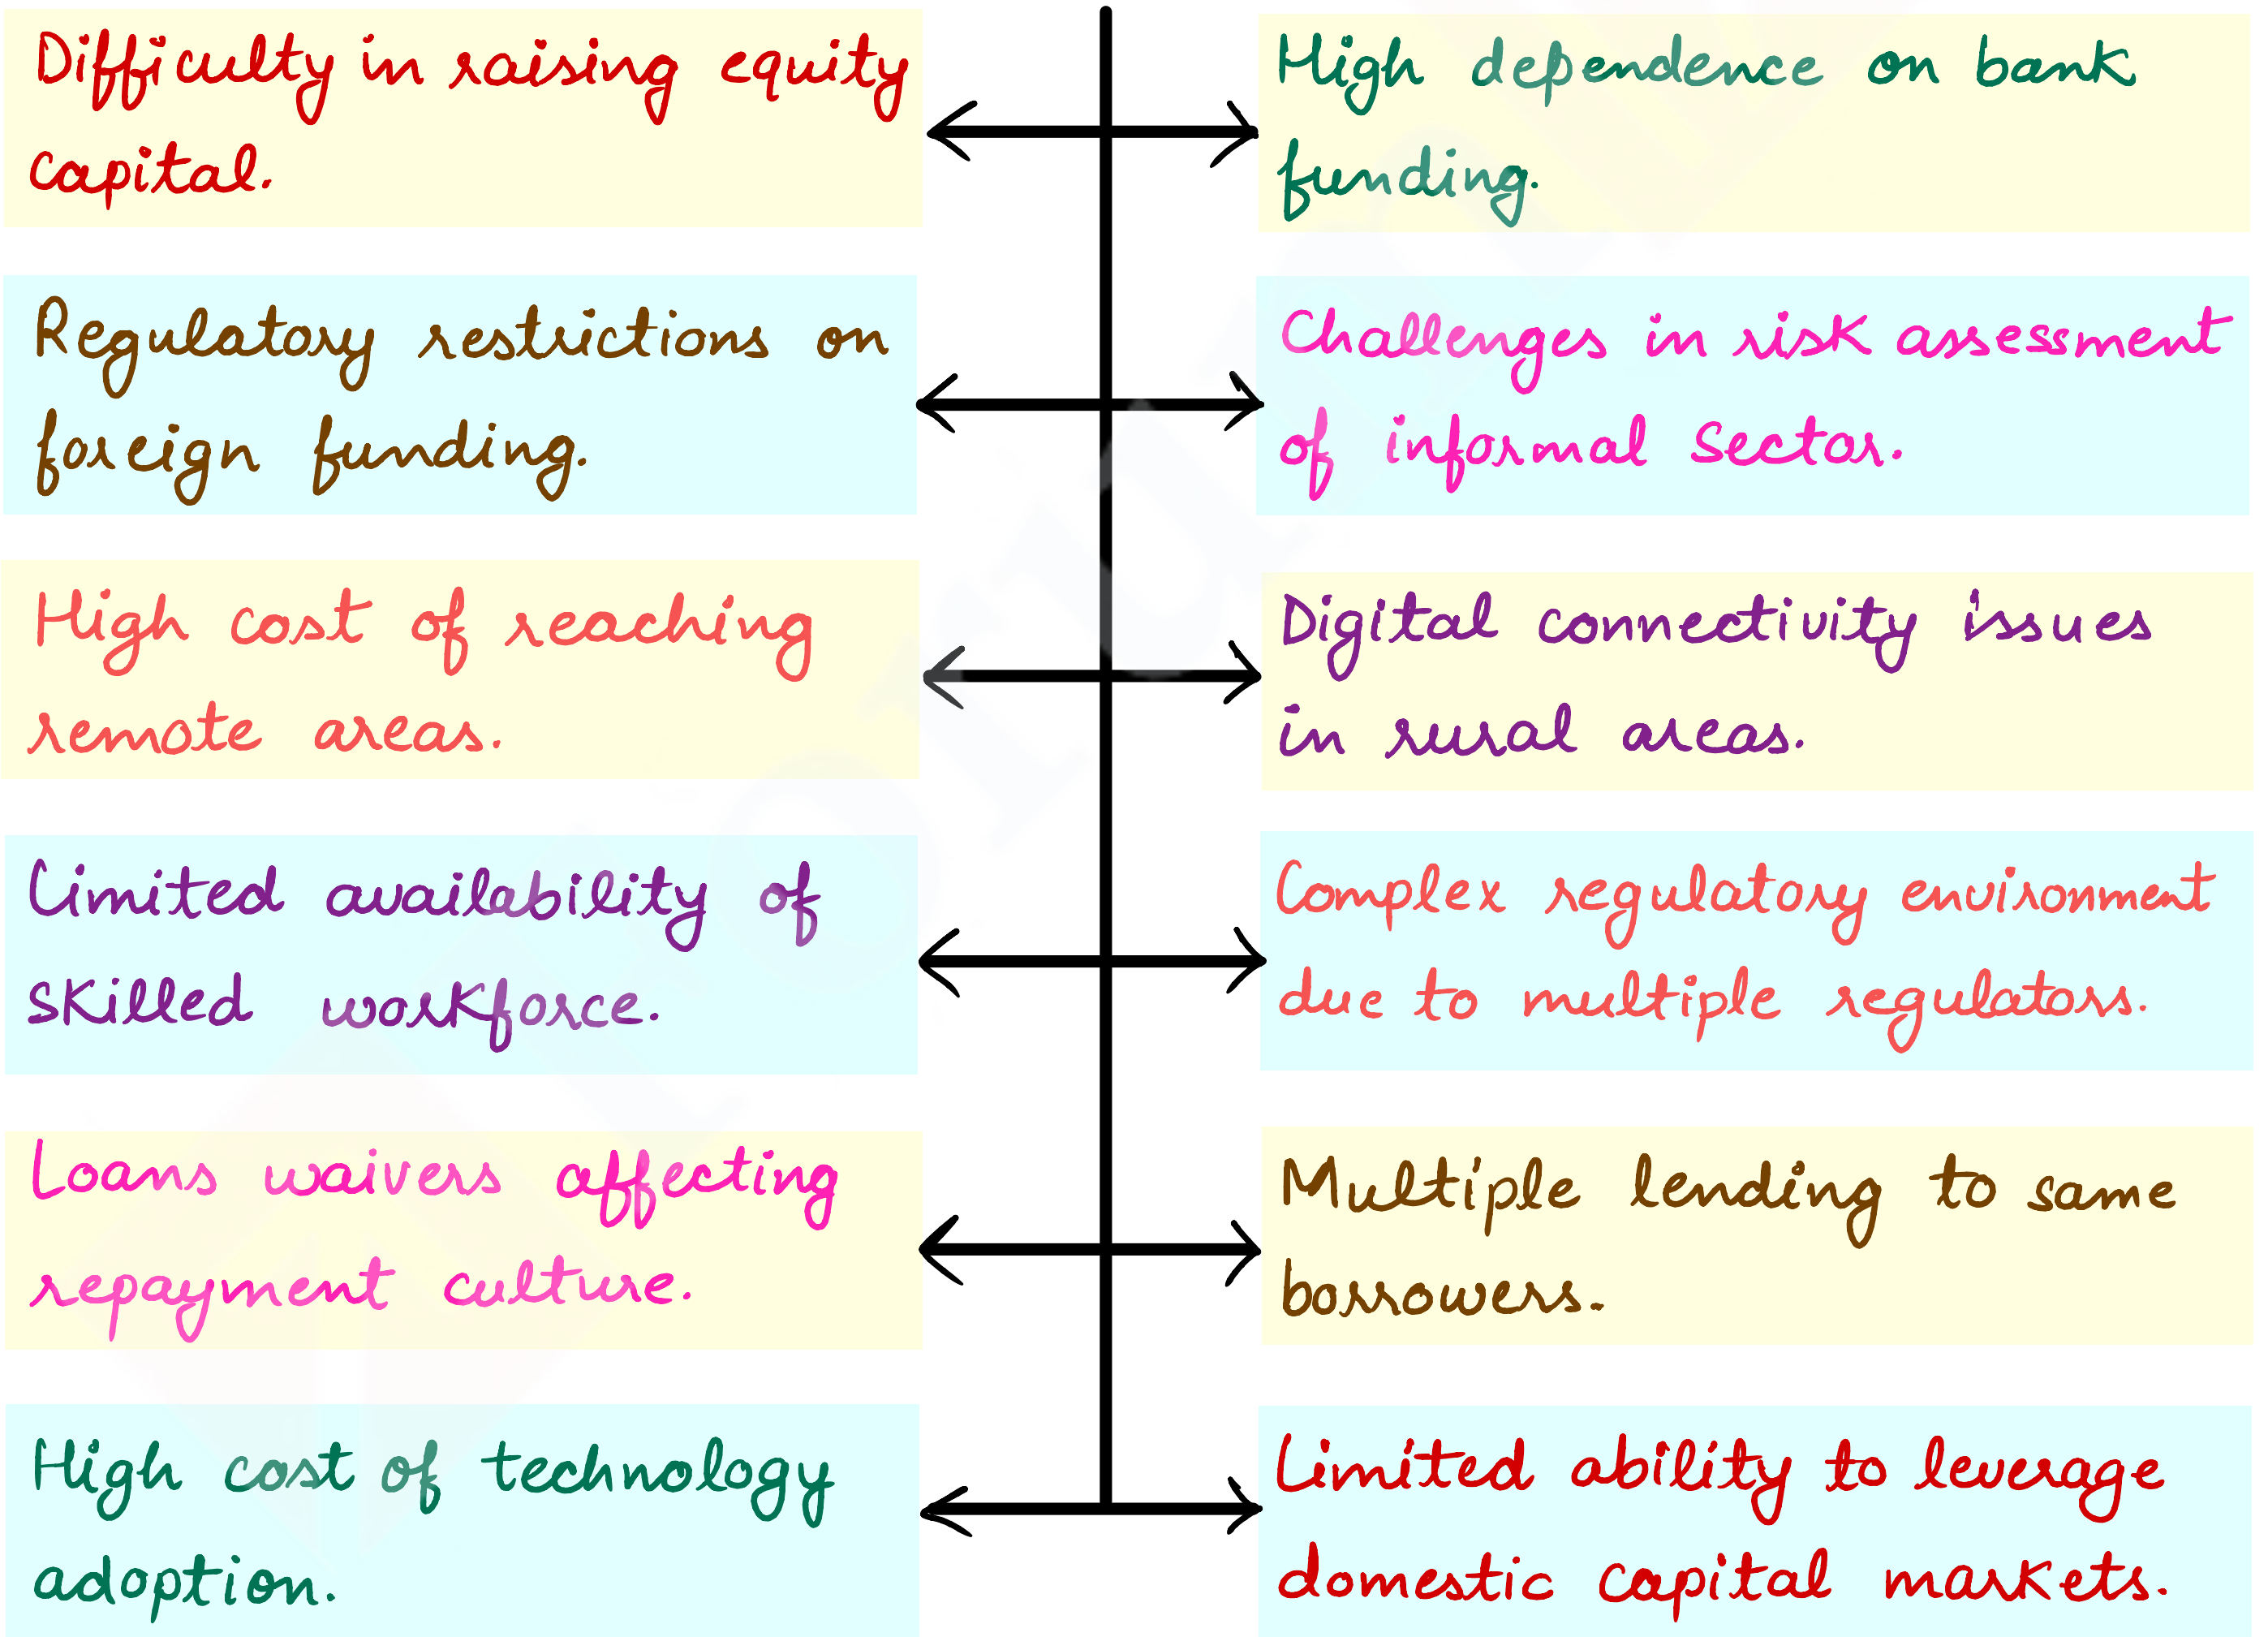 Difficulty in raising equity
capital.
High dependence on bank
funding.
Regulatory restrictions on
foreign funding.
Challenges in risk assessment
of informal sector.
High cost of reaching
remote areas.
Digital connectivity issues
in rural areas.
Limited availability of
skilled workforce.
Complex regulatory environment
due to multiple regulators.
Loans waivers affecting
repayment culture.
Multiple lending to same
borrowers.
High cost of technology
adoption.
Limited ability to leverage
domestic capital markets.